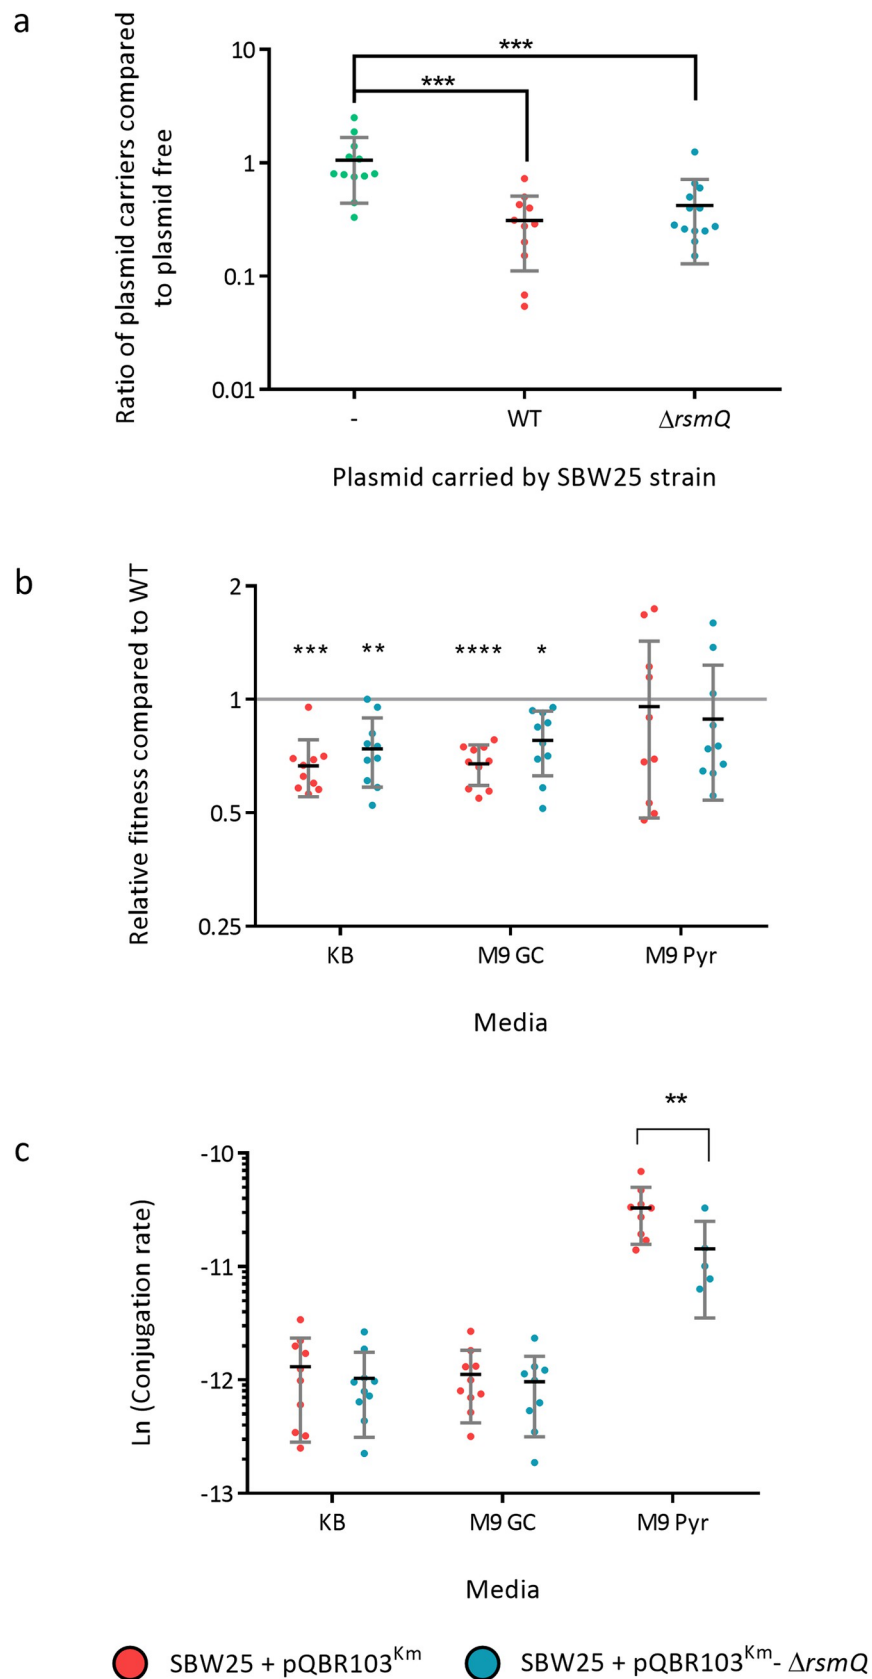 a
Ratio of plasmid carriers compared
to plasmid free
10
1
0.1
0.01
***
***
-
WT
ΔrsmQ
Plasmid carried by SBW25 strain
b
Relative fitness compared to WT
2
1
0.5
0.25
***
**
****
*
KB
M9 GC
M9 Pyr
Media
c
Ln (Conjugation rate)
-10
-11
-12
-13
**
KB
M9 GC
M9 Pyr
Media
SBW25 + pQBR103Km
SBW25 + pQBR103Km- ΔrsmQ